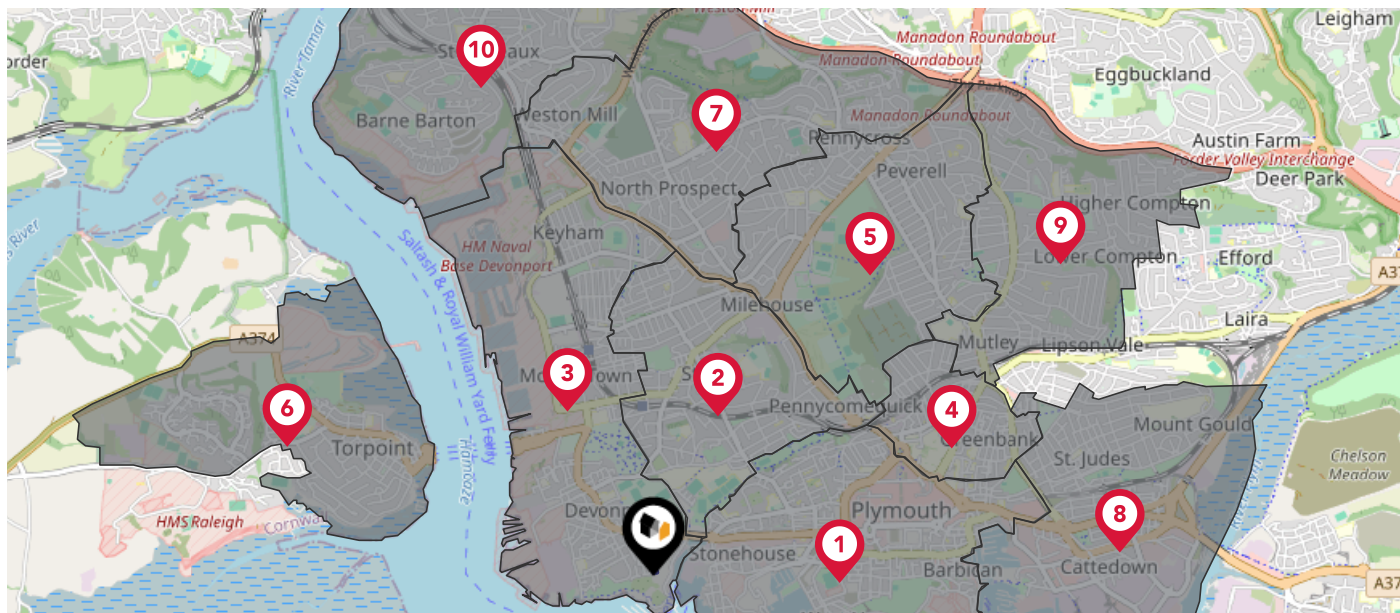 Leigham
Manadon Roundabout
Manadon Roundabout
Eggbuckland
River Tamar
10
Barne Barton
Weston Mill
7
Manadon Roundabout
Pennycross
Austin Farm
Forder Valley Interchange
Deer Park
Peverell
North Prospect
Higher Compton
9
Lower Compton
Efford
5
Keyham
HM Naval
Base Devonport
Saltash & Royal William Yard Ferry
River
A374
Milehouse
Laira
Mutley
Lipson Vale
3
2
6
Pennycomequick
4
Greenbank
Mount Gould
Torpoint
Hamoaze
St. Judes
Chelson
Meadow
HMS Raleigh
Plymouth
8
1
Stonehouse
Barbican
Cattedown